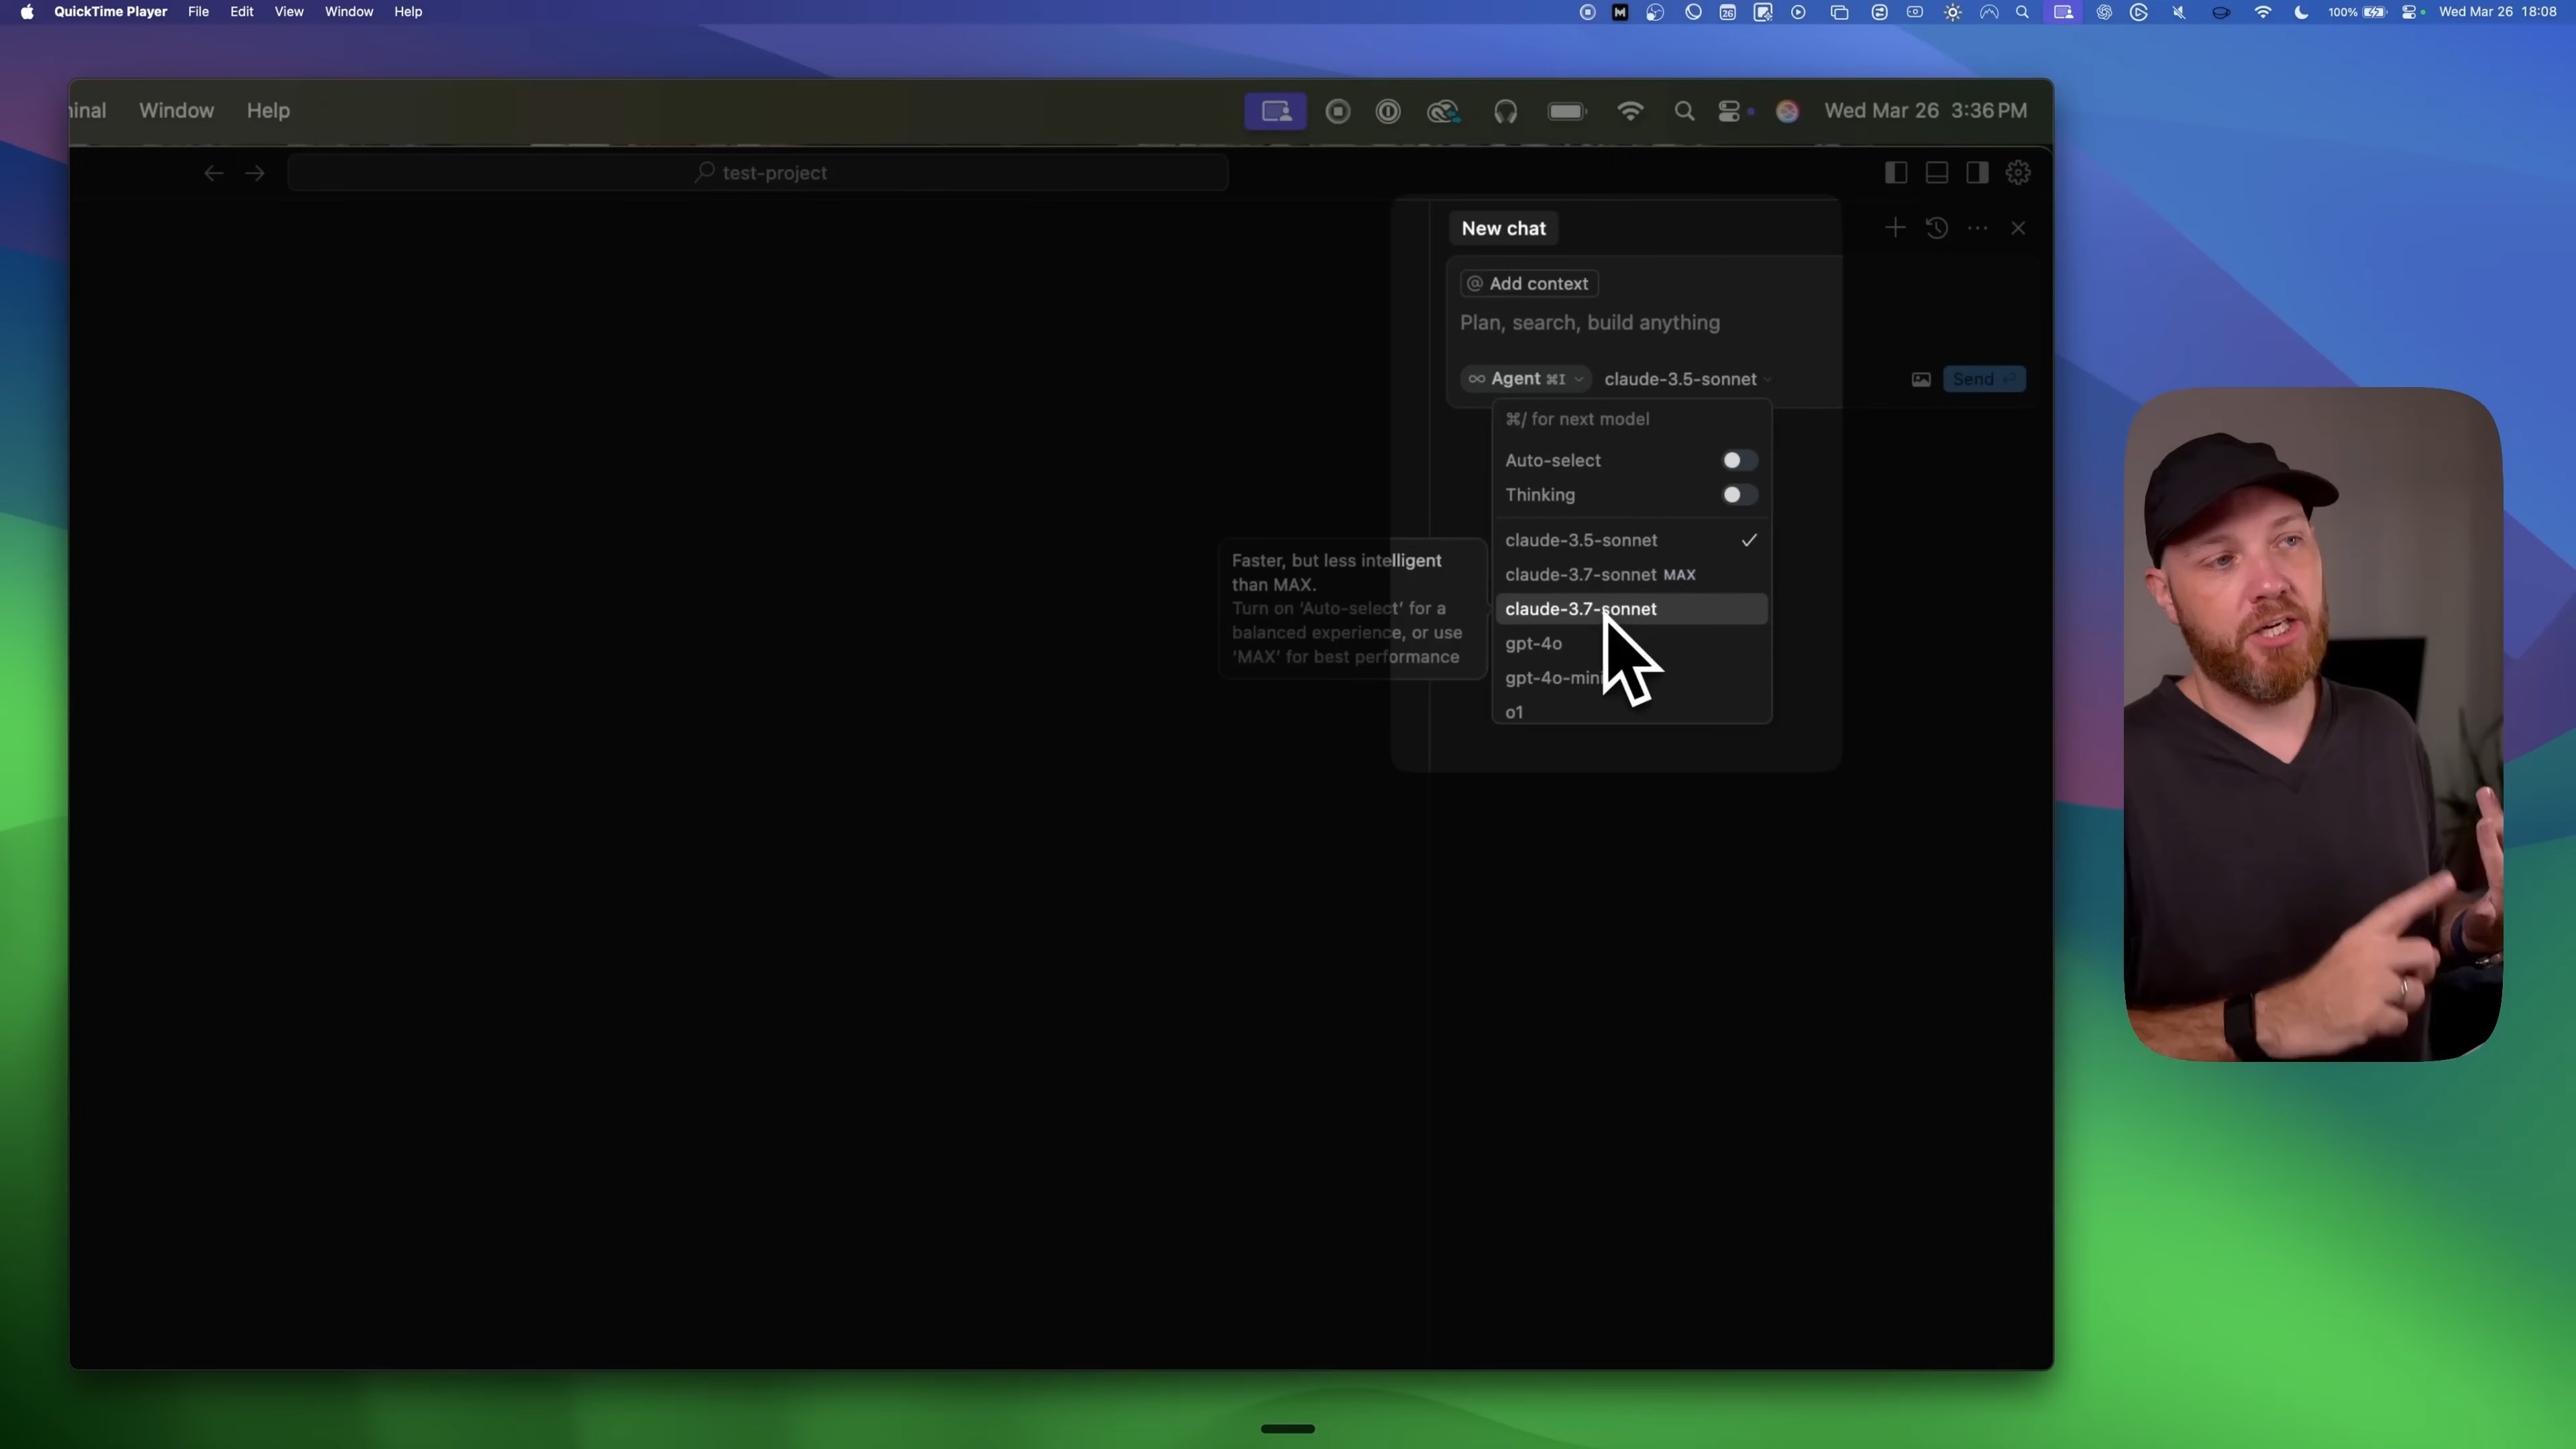 QuickTime Player File Edit View Window Help
26 100% Wed Mar 26 18:08
inal Window Help
Wed Mar 26 3:36 PM
test-project
New chat
@ Add context
Plan, search, build anything
∞ Agent ⌘I claude-3.5-sonnet
Send ⏎
⌘/ for next model
Auto-select
Thinking
claude-3.5-sonnet ✓
claude-3.7-sonnet MAX
claude-3.7-sonnet
gpt-4o
gpt-4o-mini
o1
Faster, but less intelligent
than MAX.
Turn on ‘Auto-select’ for a
balanced experience, or use
‘MAX’ for best performance